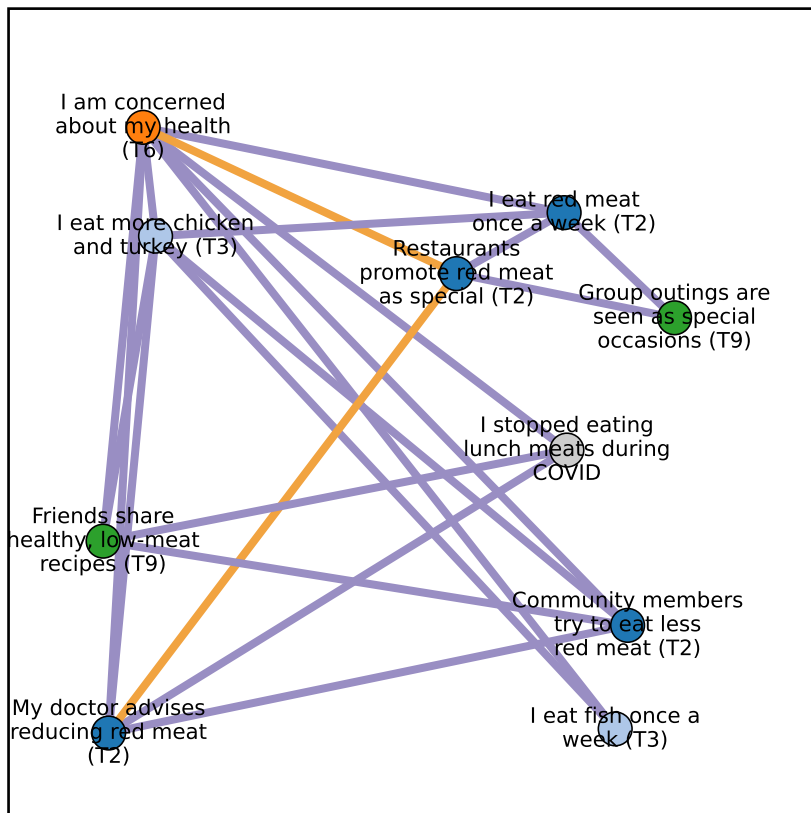 I am concerned
about my health
(T6)
I eat more chicken
and turkey (T3)
I eat red meat
once a week (T2)
Restaurants
promote red meat
as special (T2)
Group outings are
seen as special
occasions (T9)
I stopped eating
lunch meats during
COVID
Friends share
healthy, low-meat
recipes (T9)
Community members
try to eat less
red meat (T2)
My doctor advises
reducing red meat
(T2)
I eat fish once a
week (T3)